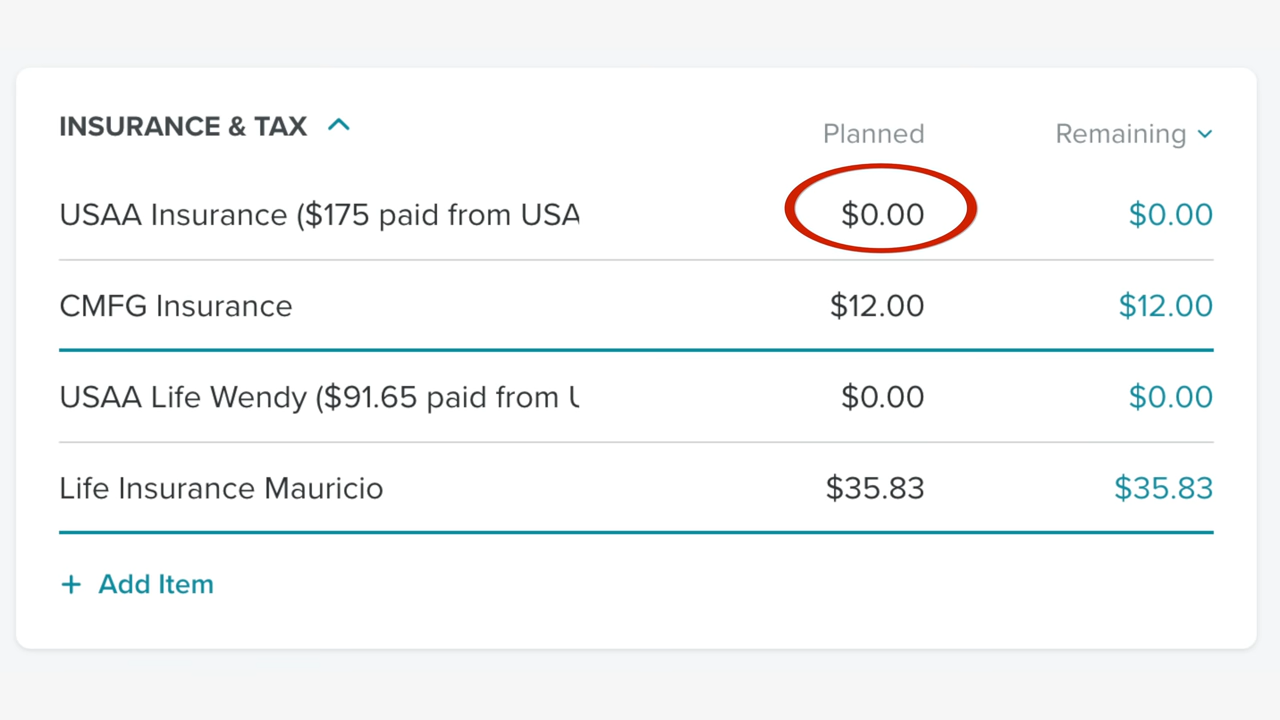 INSURANCE & TAX Planned Remaining
USAA Insurance ($175 paid from USA $0.00 $0.00
CMFG Insurance $12.00 $12.00
USAA Life Wendy ($91.65 paid from $0.00 $0.00
Life Insurance Mauricio $35.83 $35.83
+ Add Item